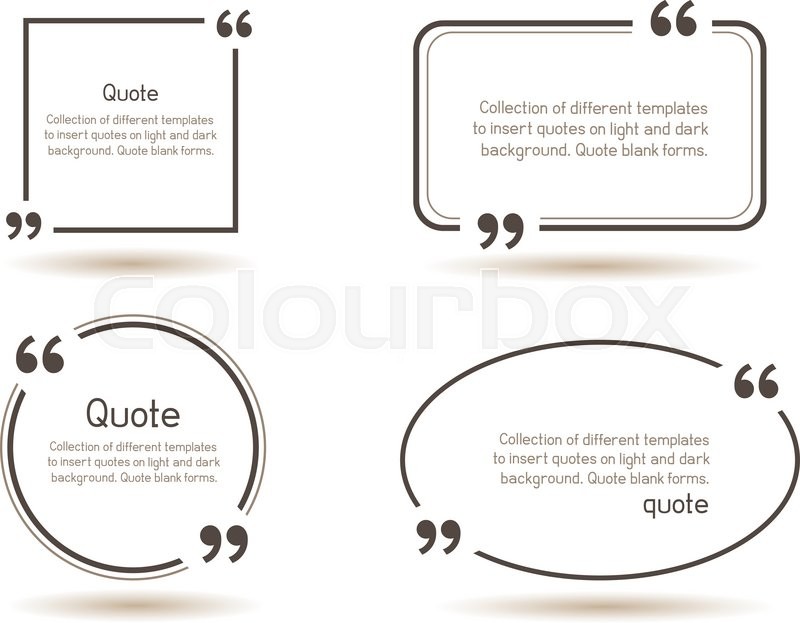 Quote
Collection of different templates
to insert quotes on light and dark
background. Quote blank forms.
Collection of different templates
to insert quotes on light and dark
background. Quote blank forms.
Colourbox
Quote
Collection of different templates
to insert quotes on light and dark
background. Quote blank forms.
Collection of different templates
to insert quotes on light and dark
background. Quote blank forms.
quote